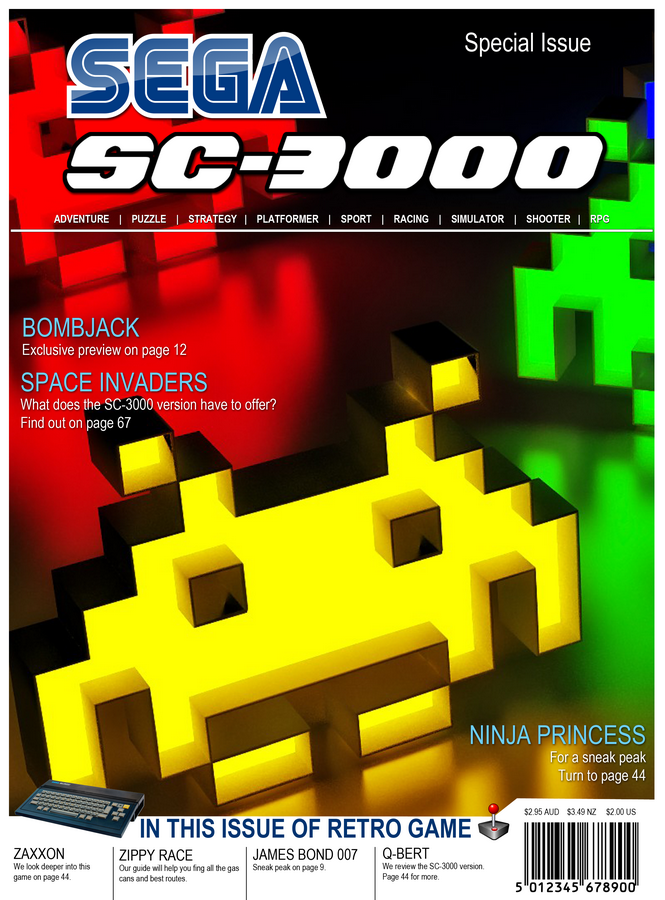 Special Issue
SEGA
SC-3000
ADVENTURE | PUZZLE | STRATEGY | PLATFORMER | SPORT | RACING | SIMULATOR | SHOOTER | RPG
BOMBJACK
Exclusive preview on page 12
SPACE INVADERS
What does the SC-3000 version have to offer?
Find out on page 67
NINJA PRINCESS
For a sneak peak
Turn to page 44
IN THIS ISSUE OF RETRO GAME
$2.95 AUD $3.49 NZ $2.00 US
ZAXXON
We look deeper into this
game on page 44.
ZIPPY RACE
Our guide will help you fing all the gas
cans and best routes.
JAMES BOND 007
Sneak peak on page 9.
Q-BERT
We review the SC-3000 version.
Page 44 for more.
5 012345 678900